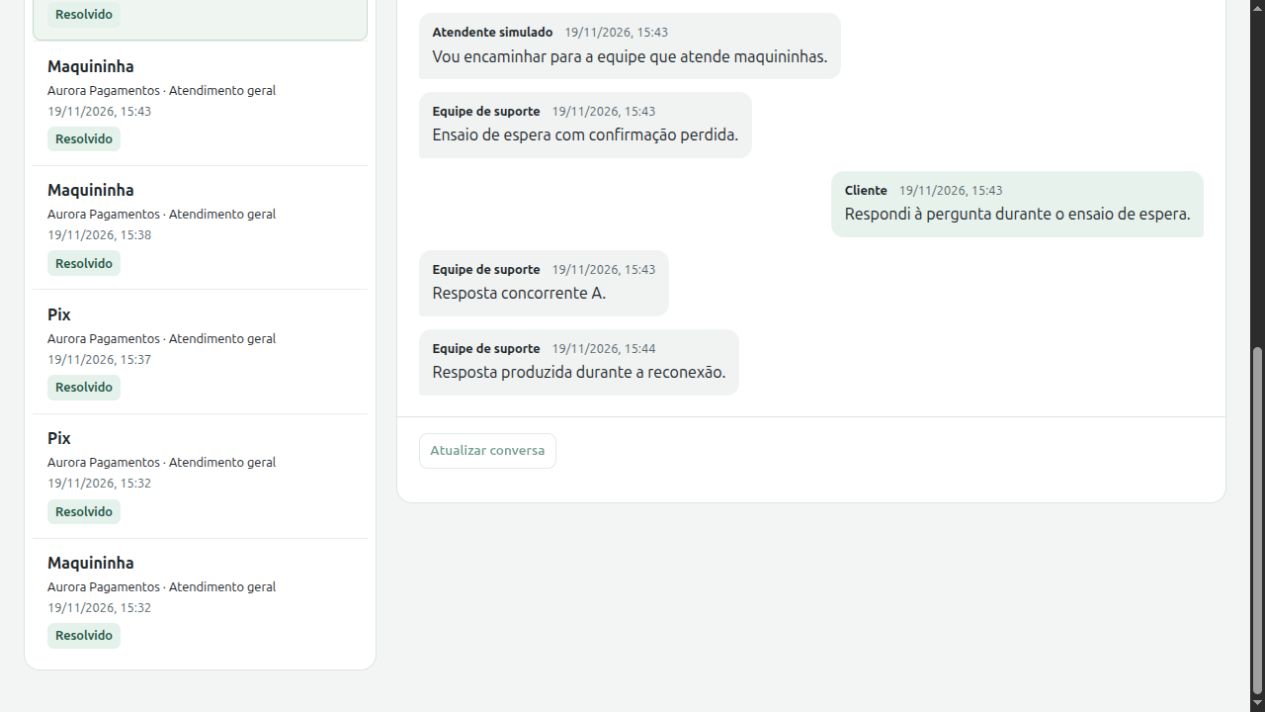 Resolvido
Maquininha
Aurora Pagamentos · Atendimento geral
19/11/2026, 15:43
Resolvido
Maquininha
Aurora Pagamentos · Atendimento geral
19/11/2026, 15:38
Resolvido
Pix
Aurora Pagamentos · Atendimento geral
19/11/2026, 15:37
Resolvido
Pix
Aurora Pagamentos · Atendimento geral
19/11/2026, 15:32
Resolvido
Maquininha
Aurora Pagamentos · Atendimento geral
19/11/2026, 15:32
Resolvido
Atendente simulado 19/11/2026, 15:43
Vou encaminhar para a equipe que atende maquininhas.
Equipe de suporte 19/11/2026, 15:43
Ensaio de espera com confirmação perdida.
Cliente 19/11/2026, 15:43
Respondi à pergunta durante o ensaio de espera.
Equipe de suporte 19/11/2026, 15:43
Resposta concorrente A.
Equipe de suporte 19/11/2026, 15:44
Resposta produzida durante a reconexão.
Atualizar conversa